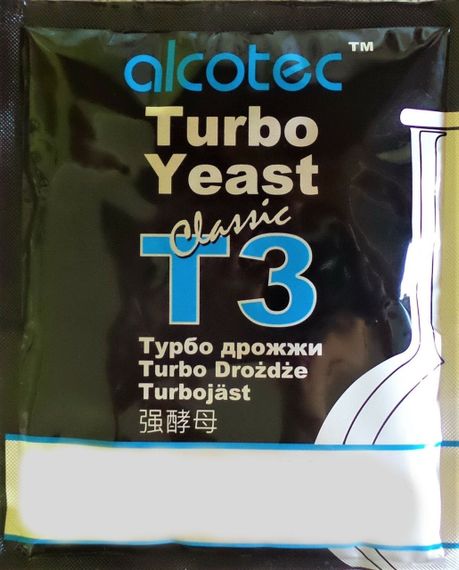 alcotec™
Turbo
Yeast
Classic
T3
Турбо дрожжи
Turbo Drożdże
Turbojäst
强酵母